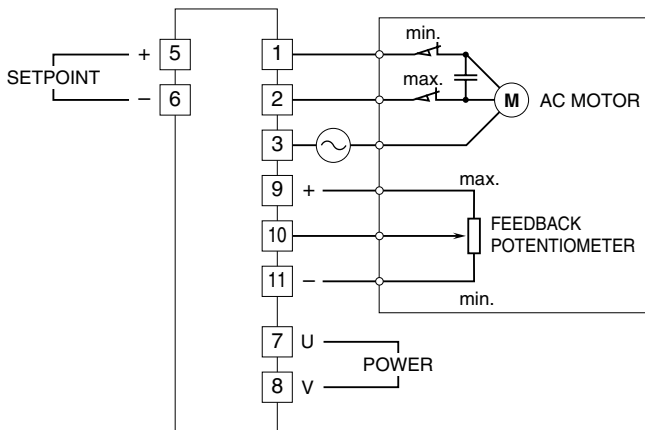 min.
+ 5 1
SETPOINT
max.
− 6 2 M AC MOTOR
3
9 + max.
10 FEEDBACK
POTENTIOMETER
11 −
min.
7 U
POWER
8 V